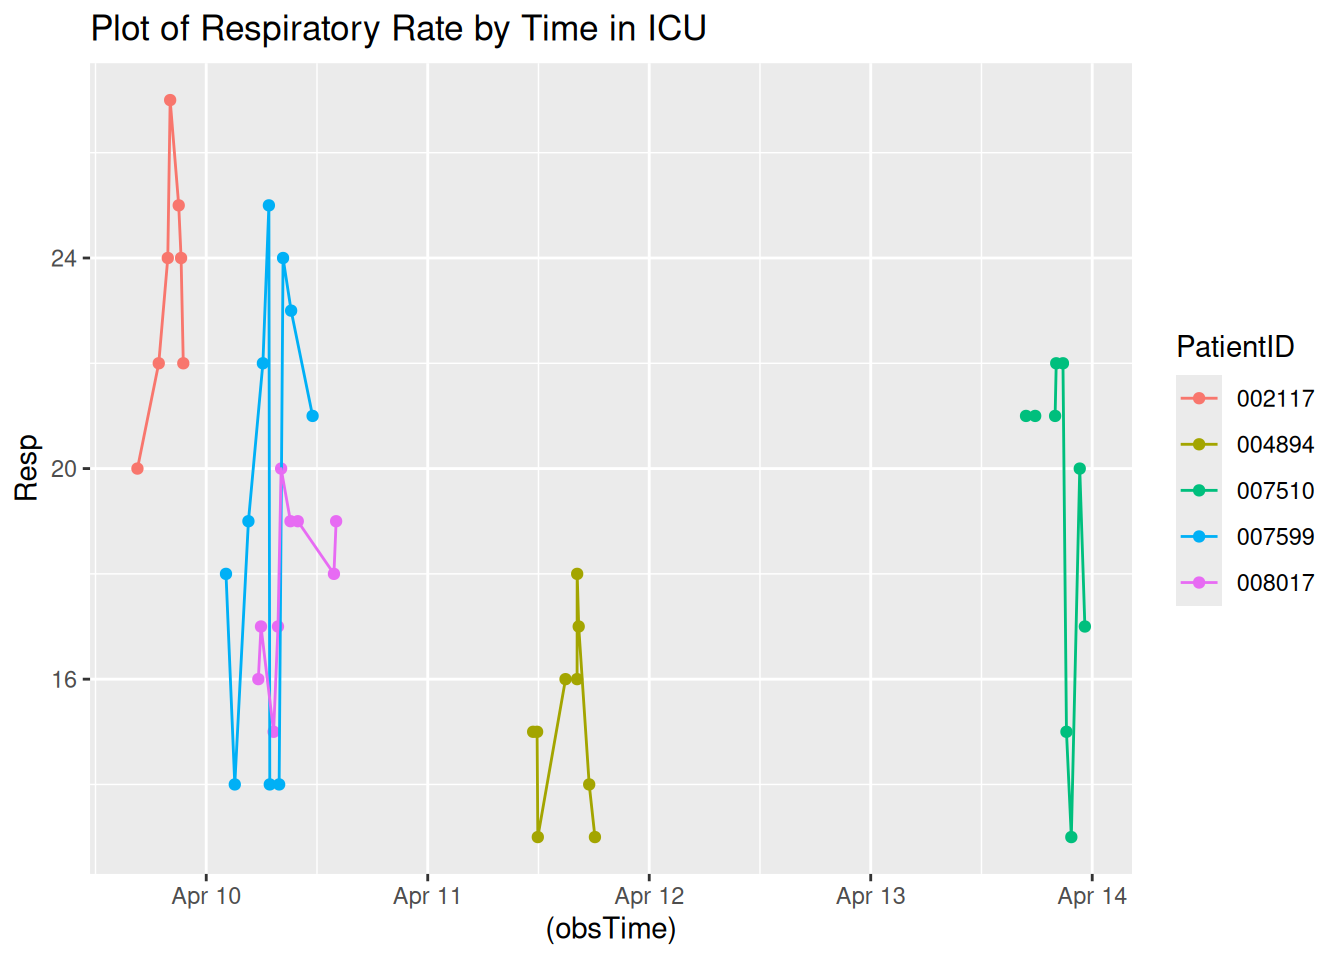 Plot of Respiratory Rate by Time in ICU
24
20
16
Resp
Apr 10 Apr 11 Apr 12 Apr 13 Apr 14
(obsTime)
PatientID
002117
004894
007510
007599
008017